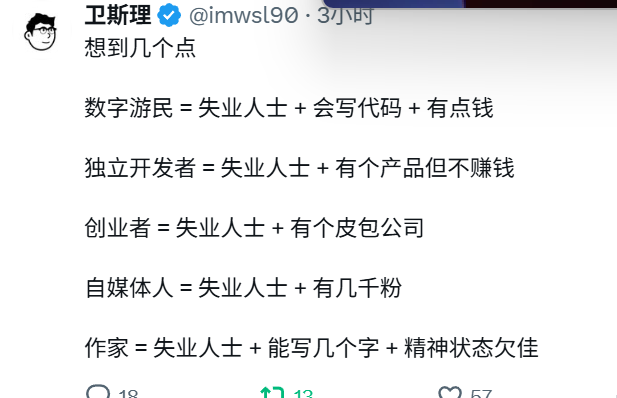 卫斯理 @imwsl90 · 3小时
想到几个点
数字游民 = 失业人士 + 会写代码 + 有点钱
独立开发者 = 失业人士 + 有个产品但不赚钱
创业者 = 失业人士 + 有个皮包公司
自媒体人 = 失业人士 + 有几千粉
作家 = 失业人士 + 能写几个字 + 精神状态欠佳
18 13 57